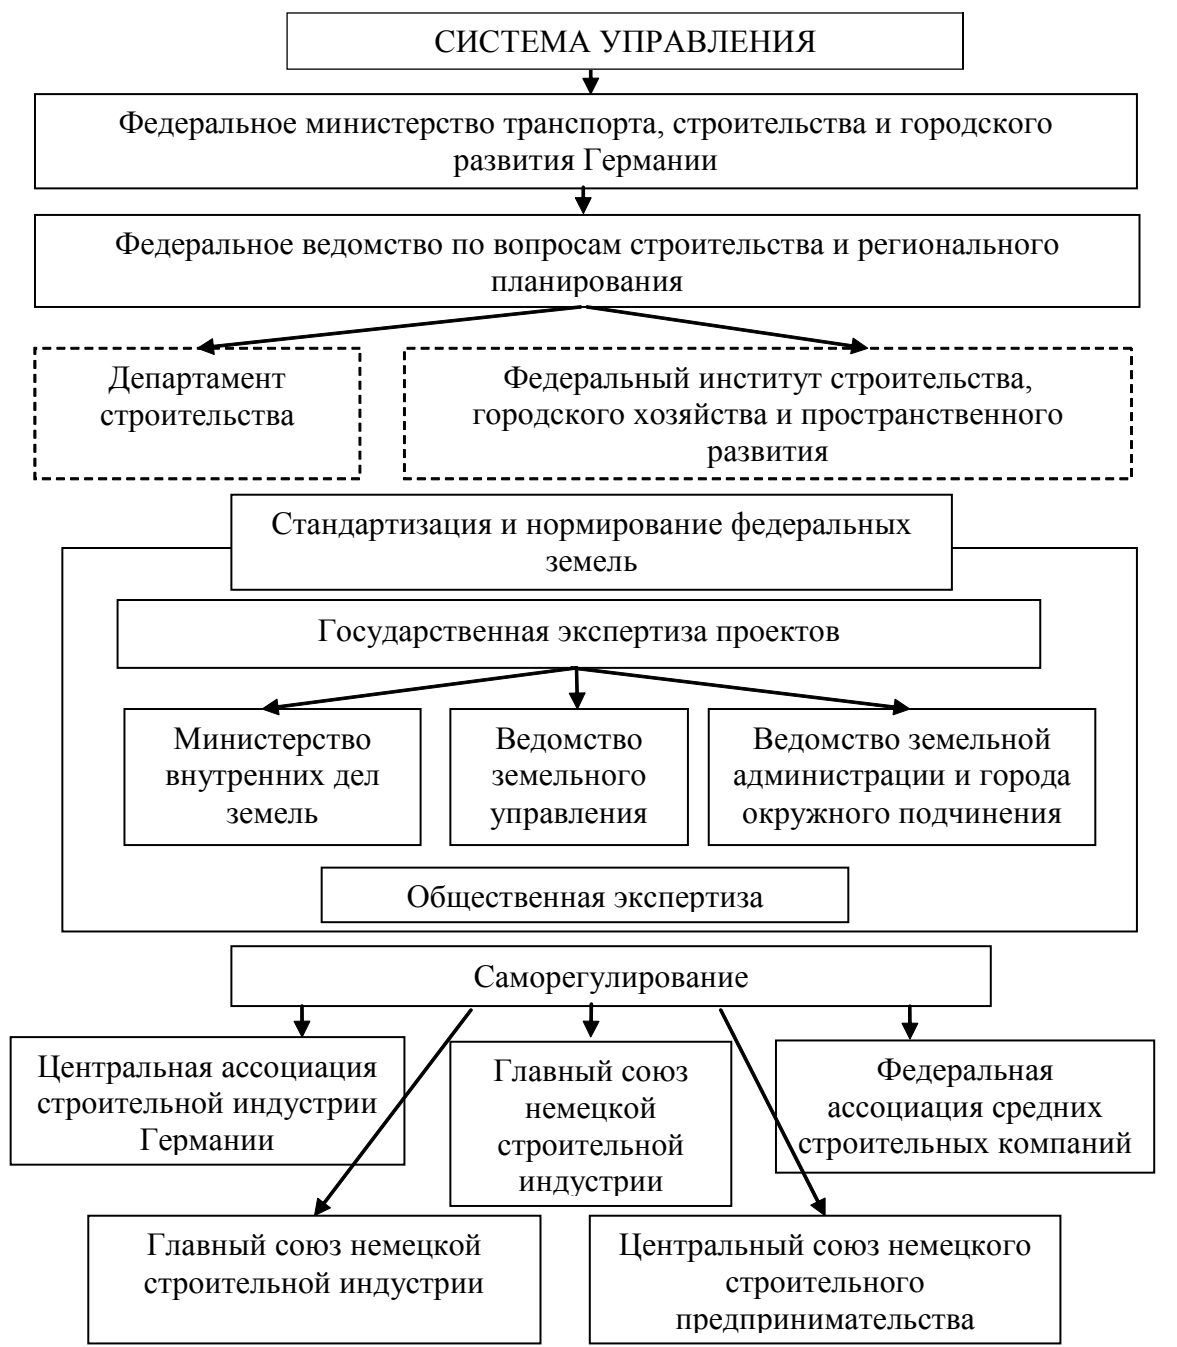 СИСТЕМА УПРАВЛЕНИЯ
Федеральное министерство транспорта, строительства и городского
развития Германии
Федеральное ведомство по вопросам строительства и регионального
планирования
Департамент
строительства
Федеральный институт строительства,
городского хозяйства и пространственного
развития
Стандартизация и нормирование федеральных
земель
Государственная экспертиза проектов
Министерство
внутренних дел
земель
Ведомство
земельного
управления
Ведомство земельной
администрации и города
окружного подчинения
Общественная экспертиза
Саморегулирование
Центральная ассоциация
строительной индустрии
Германии
Главный союз
немецкой
строительной
индустрии
Федеральная
ассоциация средних
строительных компаний
Главный союз немецкой
строительной индустрии
Центральный союз немецкого
строительного
предпринимательства